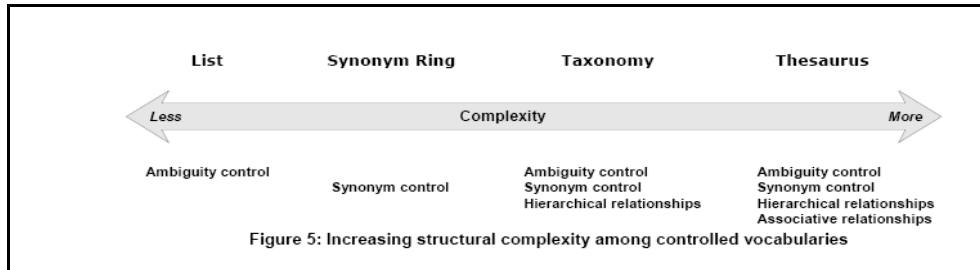 List Synonym Ring Taxonomy Thesaurus
Less Complexity More
Ambiguity control Ambiguity control Ambiguity control
Synonym control Synonym control Synonym control
Hierarchical relationships Hierarchical relationships
Associative relationships
Figure 5: Increasing structural complexity among controlled vocabularies